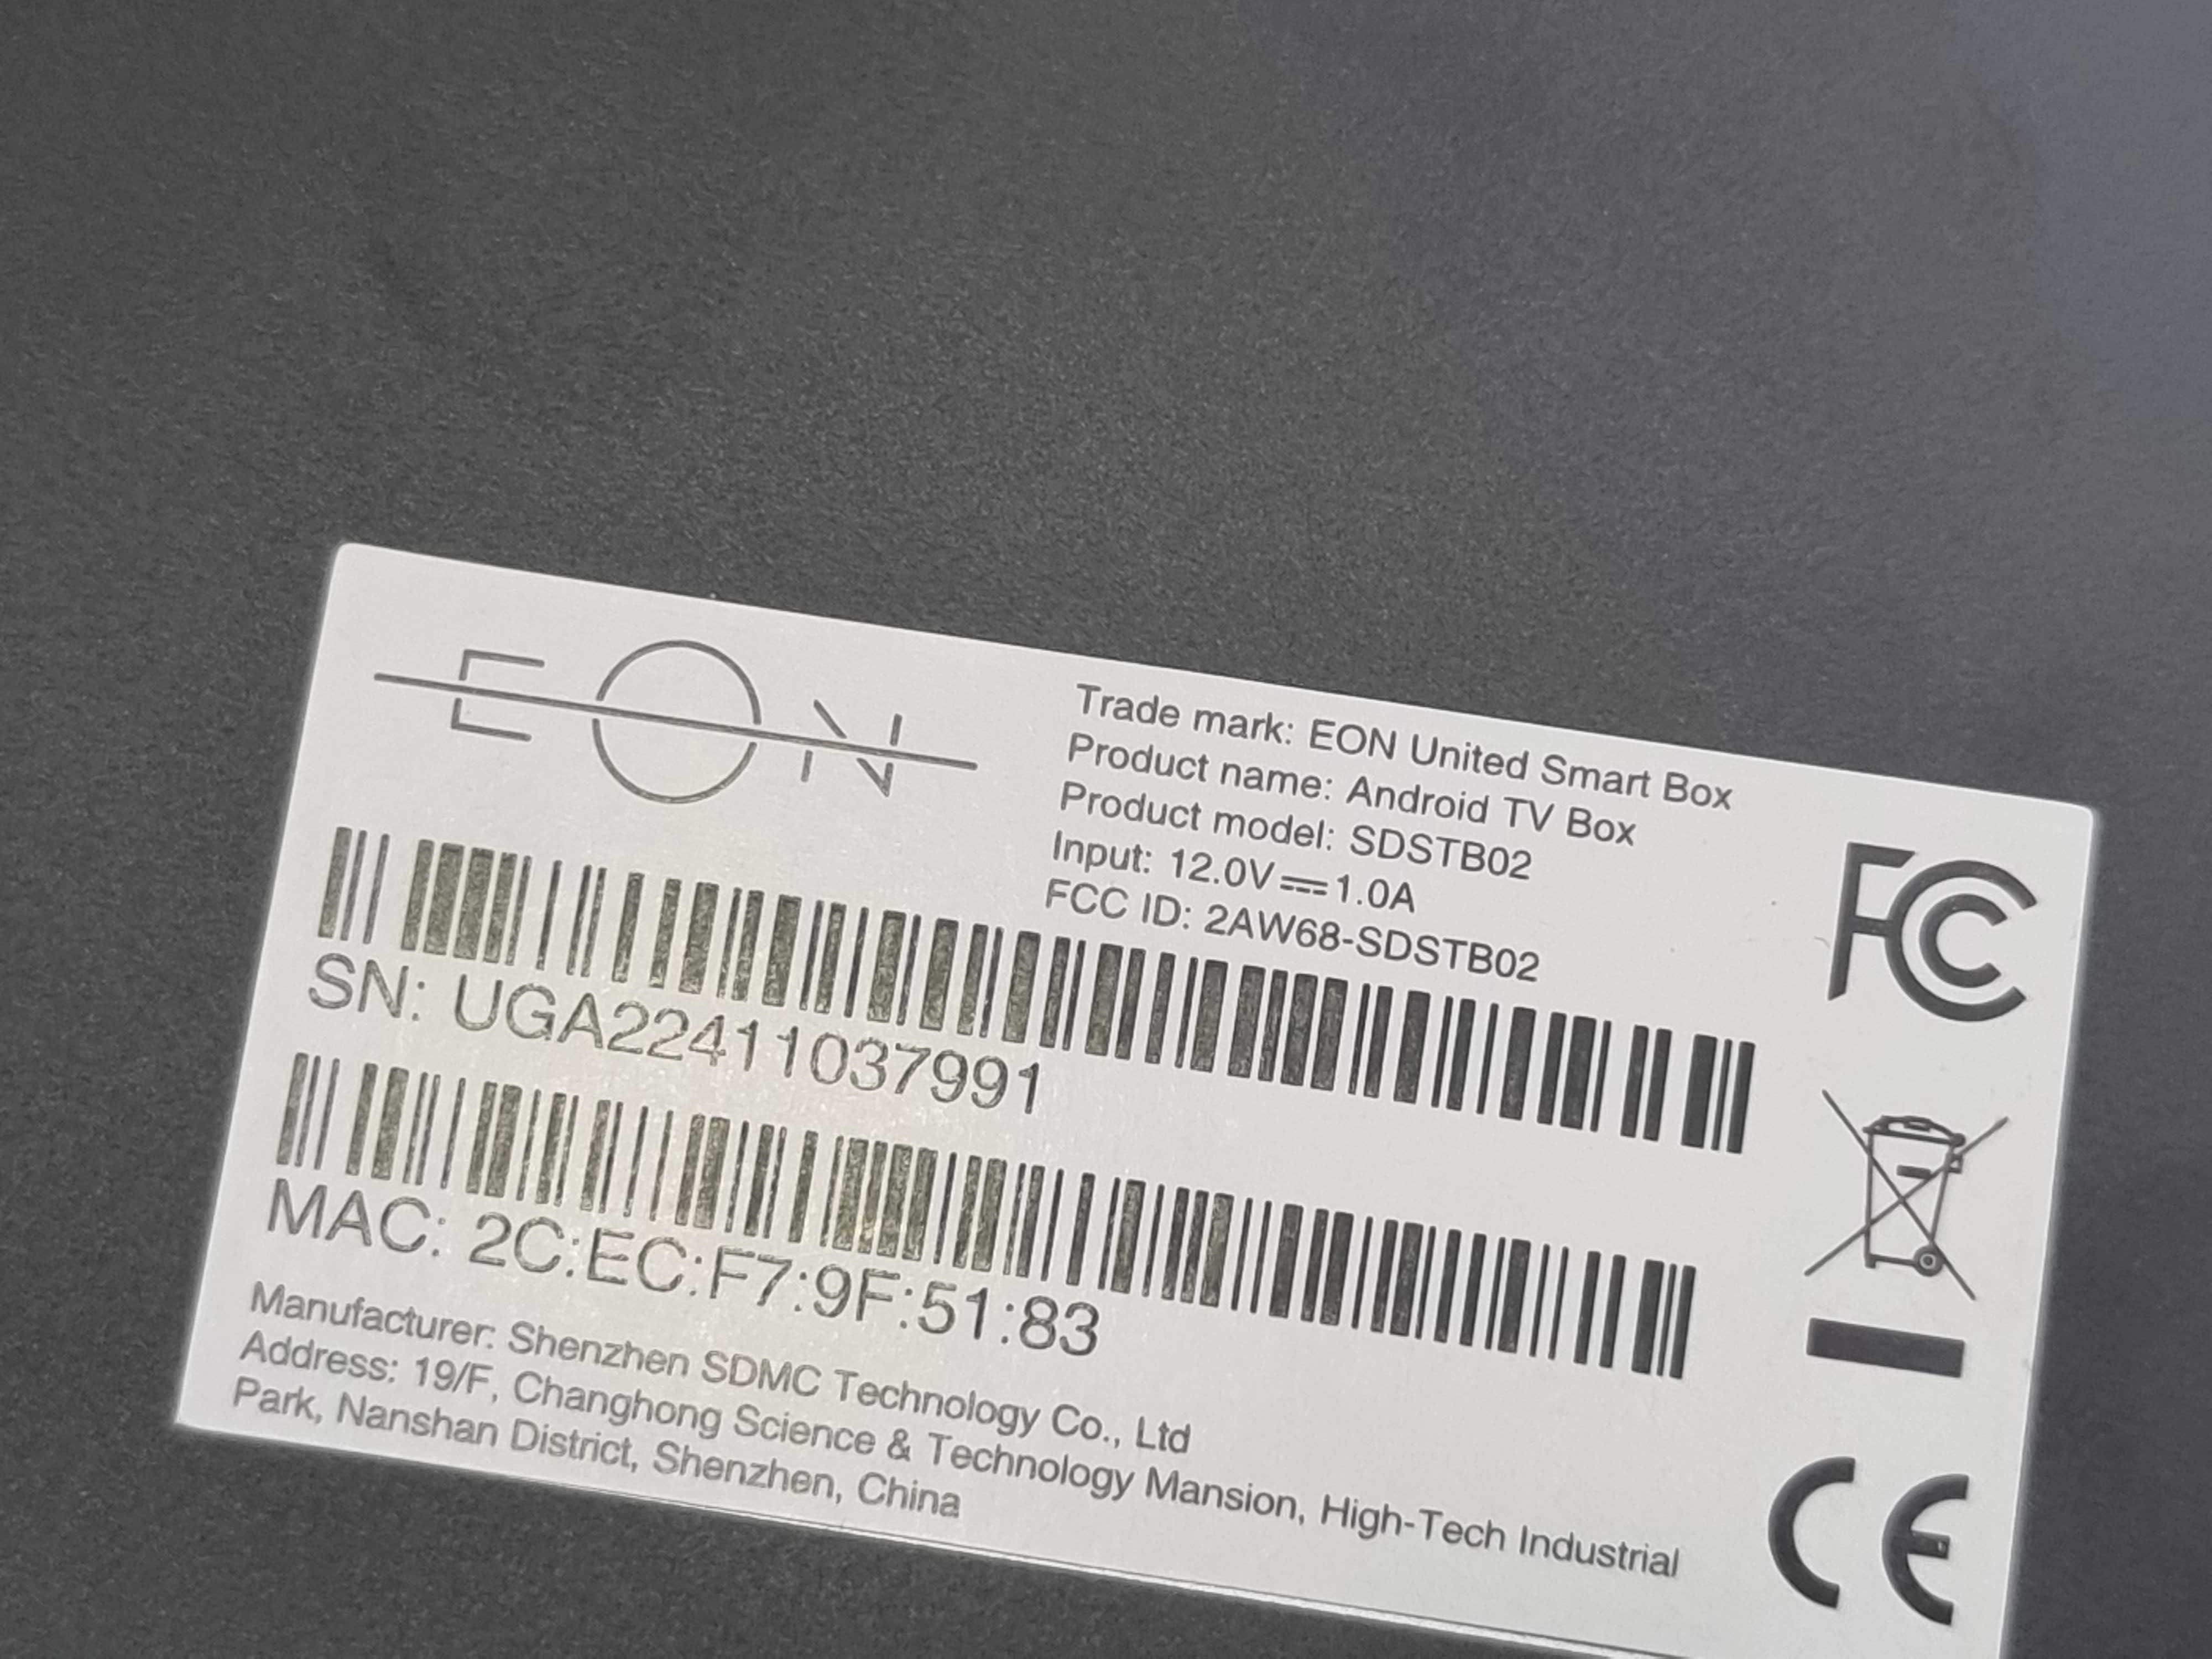 EON
Trade mark: EON United Smart Box
Product name: Android TV Box
Product model: SDSTB02
Input: 12.0V⎓1.0A
FCC ID: 2AW68-SDSTB02
FC
SN: UGA22411037991
MAC: 2C:EC:F7:9F:51:83
Manufacturer: Shenzhen SDMC Technology Co., Ltd
Address: 19/F, Changhong Science & Technology Mansion, High-Tech Industrial
Park, Nanshan District, Shenzhen, China
CE